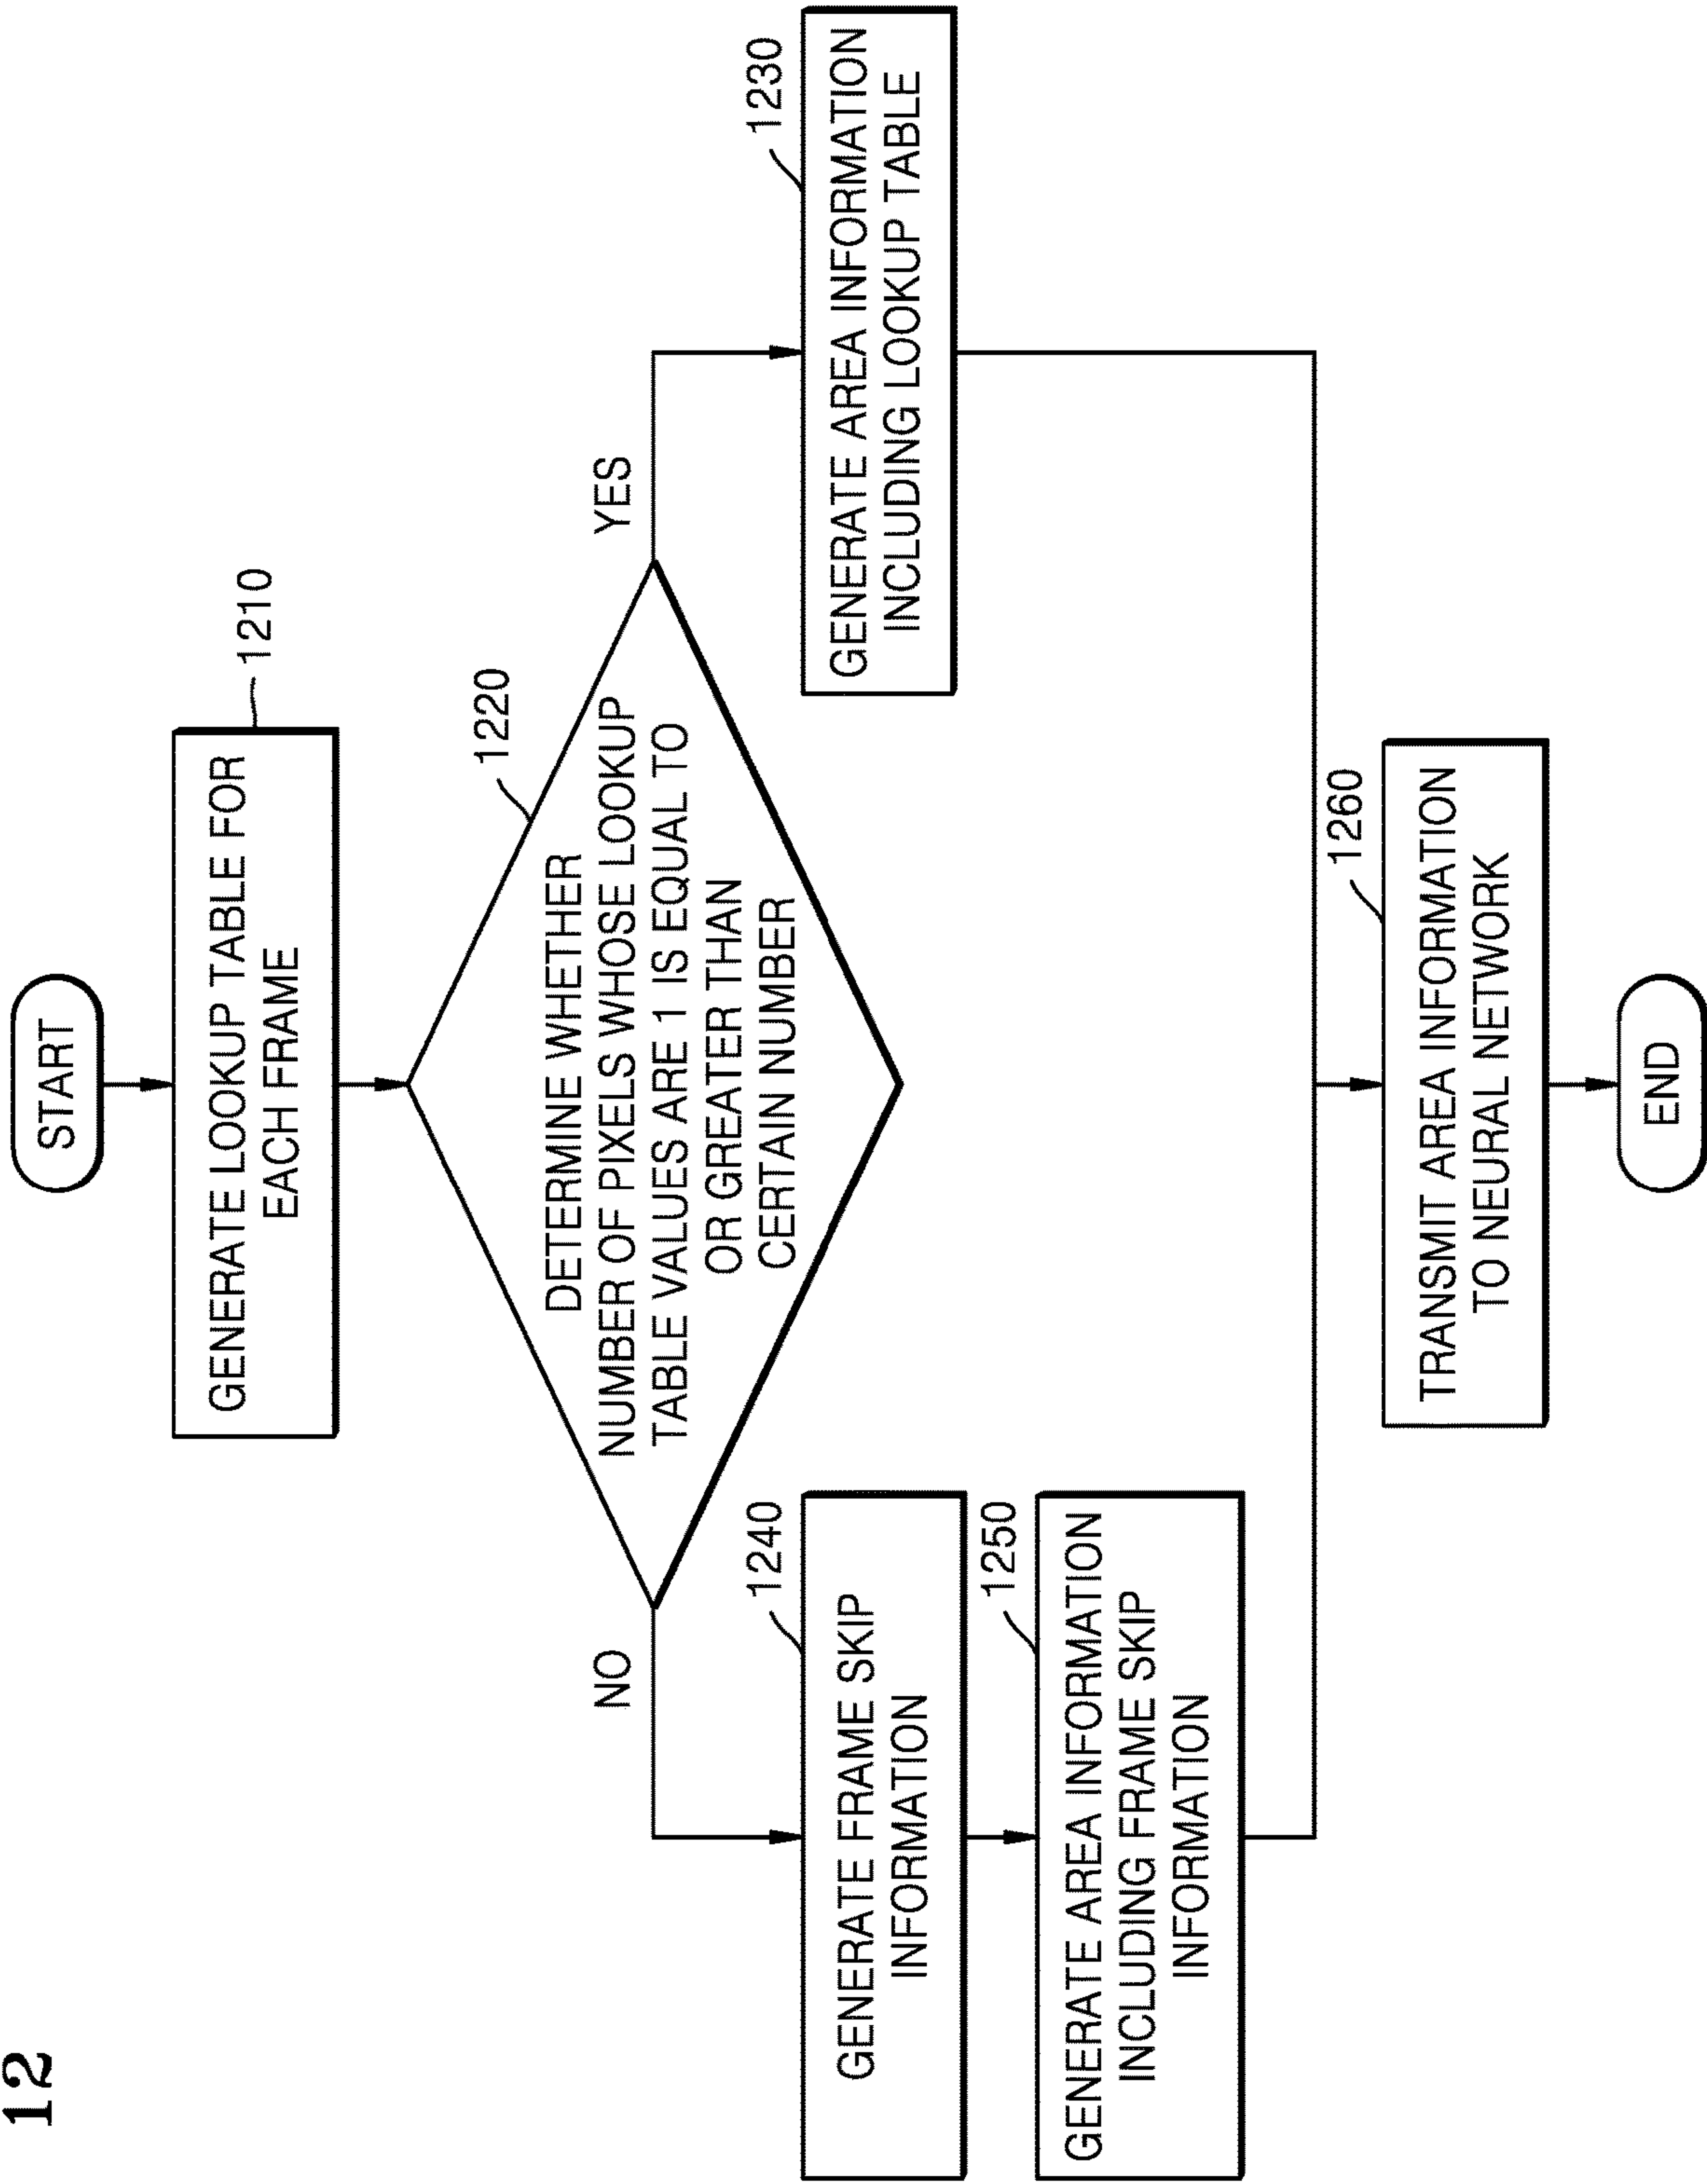 12
START
1210
GENERATE LOOKUP TABLE FOR
EACH FRAME
1220
DETERMINE WHETHER
NUMBER OF PIXELS WHOSE LOOKUP
TABLE VALUES ARE 1 IS EQUAL TO
OR GREATER THAN
CERTAIN NUMBER
NO
YES
1240
GENERATE FRAME SKIP
INFORMATION
1230
GENERATE AREA INFORMATION
INCLUDING LOOKUP TABLE
1250
GENERATE AREA INFORMATION
INCLUDING FRAME SKIP
INFORMATION
1260
TRANSMIT AREA INFORMATION
TO NEURAL NETWORK
END